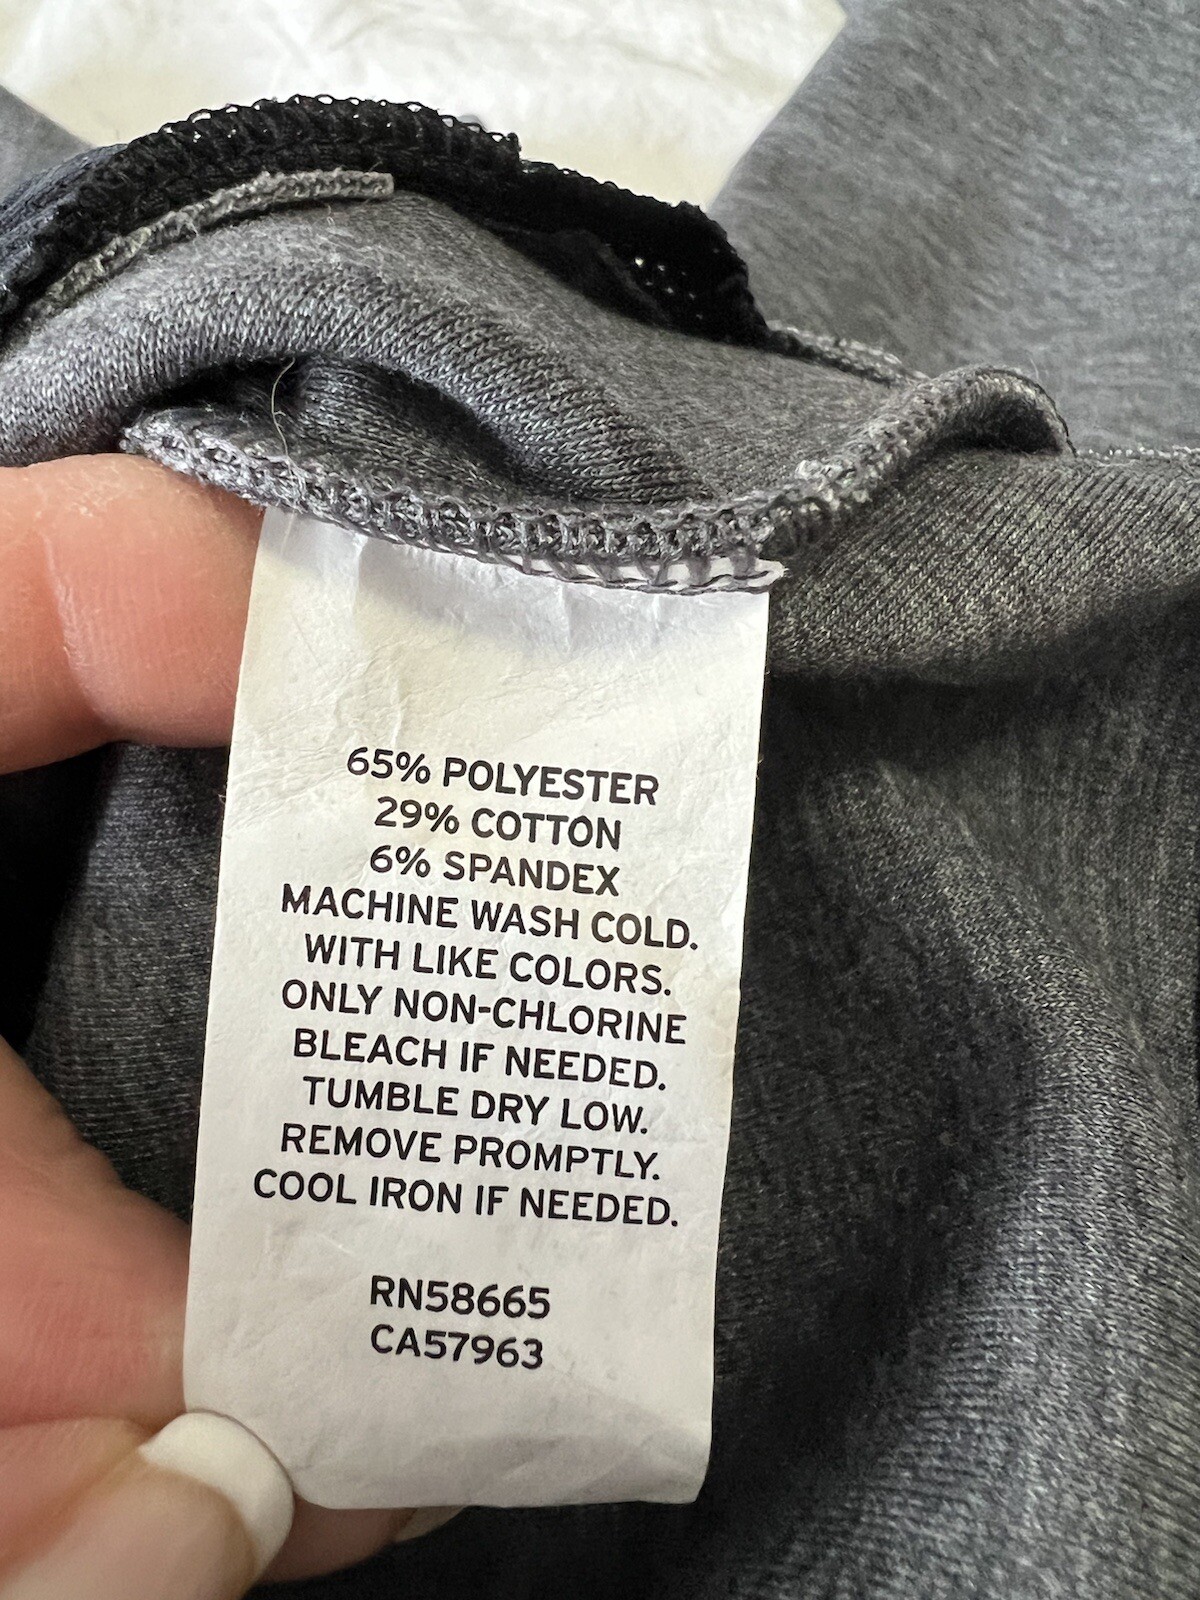 65% POLYESTER
29% COTTON
6% SPANDEX
MACHINE WASH COLD.
WITH LIKE COLORS.
ONLY NON-CHLORINE
BLEACH IF NEEDED.
TUMBLE DRY LOW.
REMOVE PROMPTLY.
COOL IRON IF NEEDED.
RN58665
CA57963